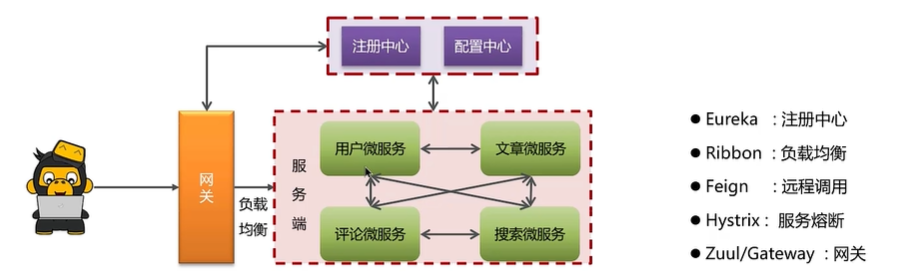 注册中心
配置中心
网关
负载
均衡
服务端
用户微服务
文章微服务
评论微服务
搜索微服务
● Eureka : 注册中心
● Ribbon : 负载均衡
● Feign : 远程调用
● Hystrix : 服务熔断
● Zuul/Gateway : 网关